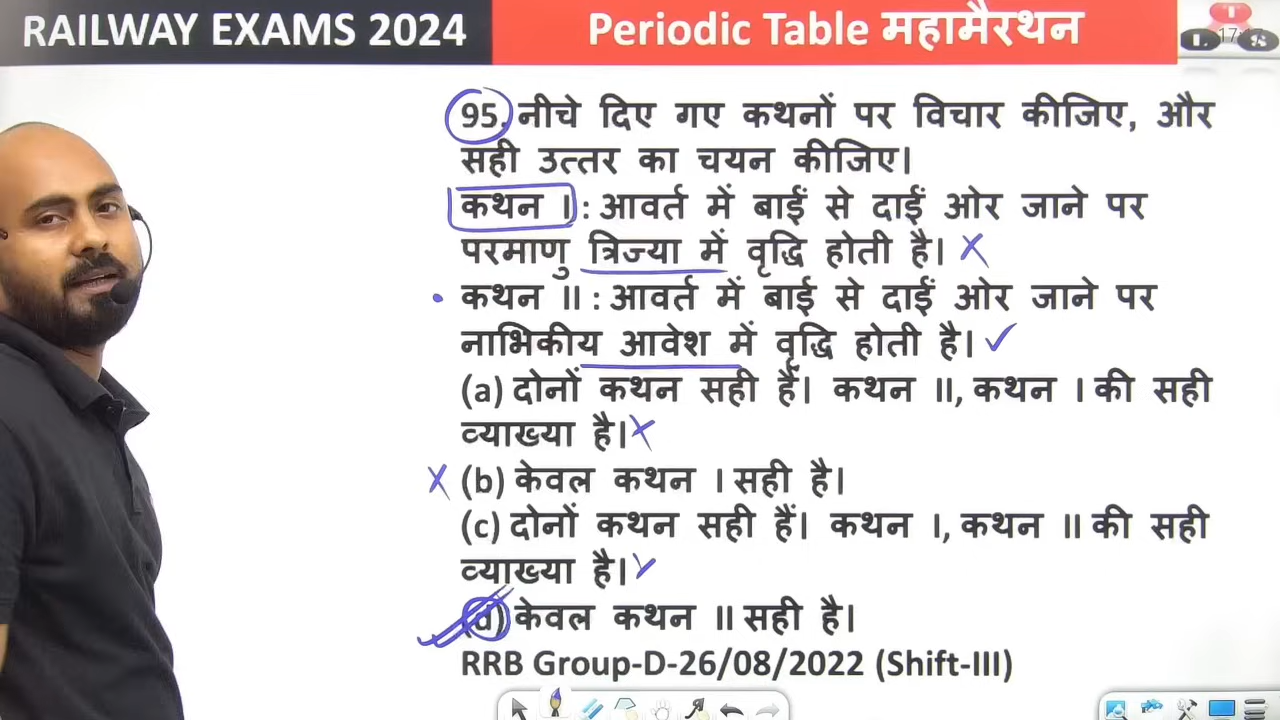 RAILWAY EXAMS 2024
Periodic Table महामैरथन
95. नीचे दिए गए कथनों पर विचार कीजिए, और
सही उत्तर का चयन कीजिए।
कथन I : आवर्त में बाईं से दाईं ओर जाने पर
परमाणु त्रिज्या में वृद्धि होती है।
कथन II : आवर्त में बाईं से दाईं ओर जाने पर
नाभिकीय आवेश में वृद्धि होती है।
(a) दोनों कथन सही हैं। कथन II, कथन I की सही
व्याख्या है।
(b) केवल कथन I सही है।
(c) दोनों कथन सही हैं। कथन I, कथन II की सही
व्याख्या है।
(d) केवल कथन II सही है।
RRB Group-D-26/08/2022 (Shift-III)